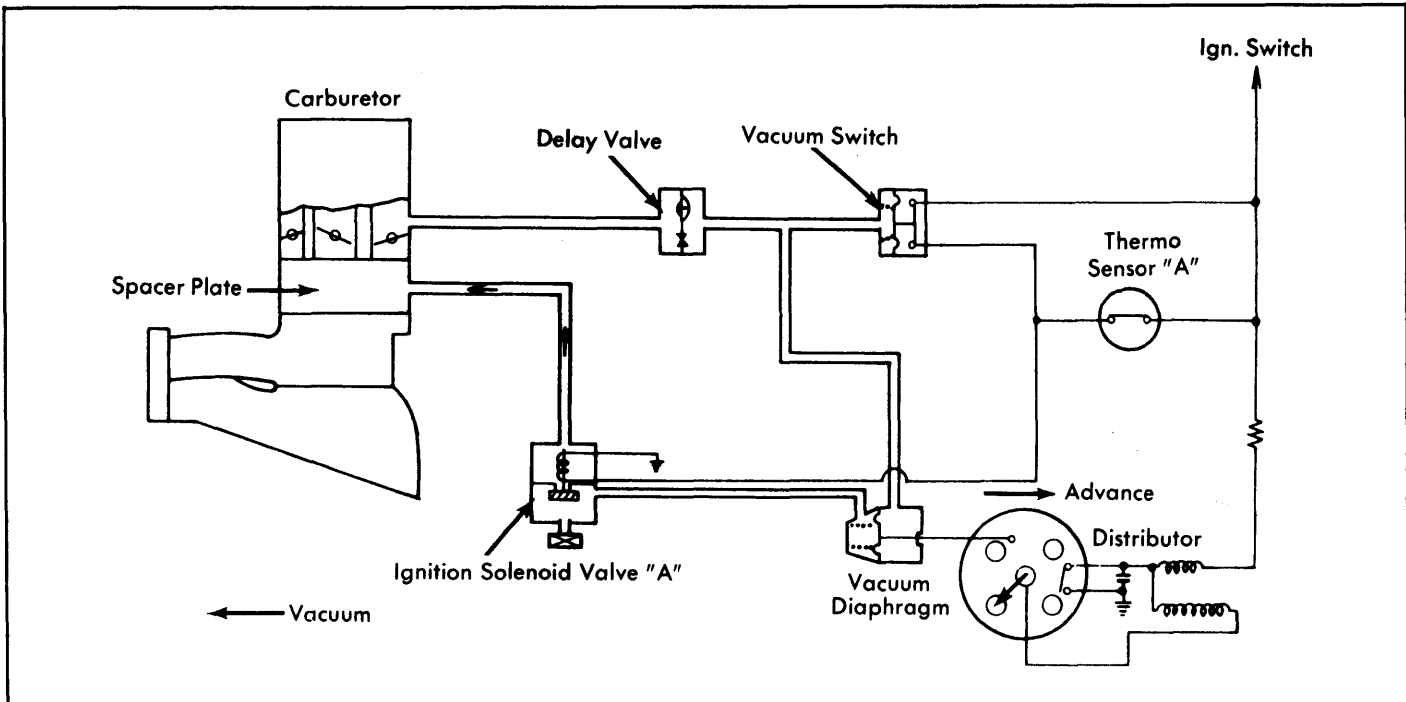 Ign. Switch
Carburetor
Delay Valve
Vacuum Switch
Thermo
Sensor "A"
Spacer Plate
Advance
Distributor
Ignition Solenoid Valve "A"
Vacuum
Diaphragm
Vacuum